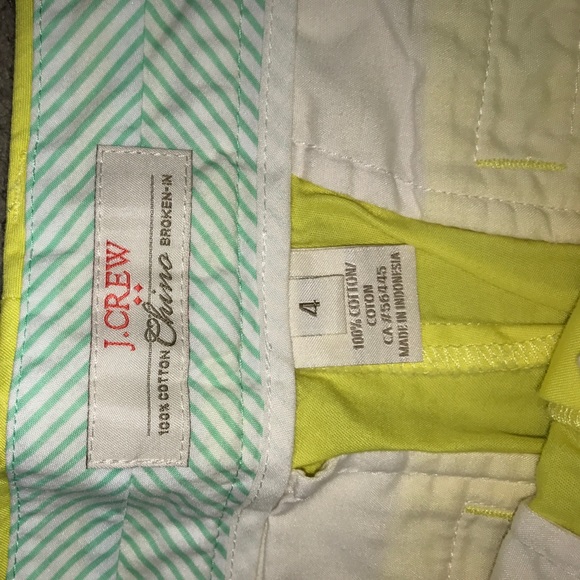 J.CREW
Chino
100% COTTON BROKEN-IN
4
100% COTTON/
COTON
CA #56445
MADE IN INDONESIA